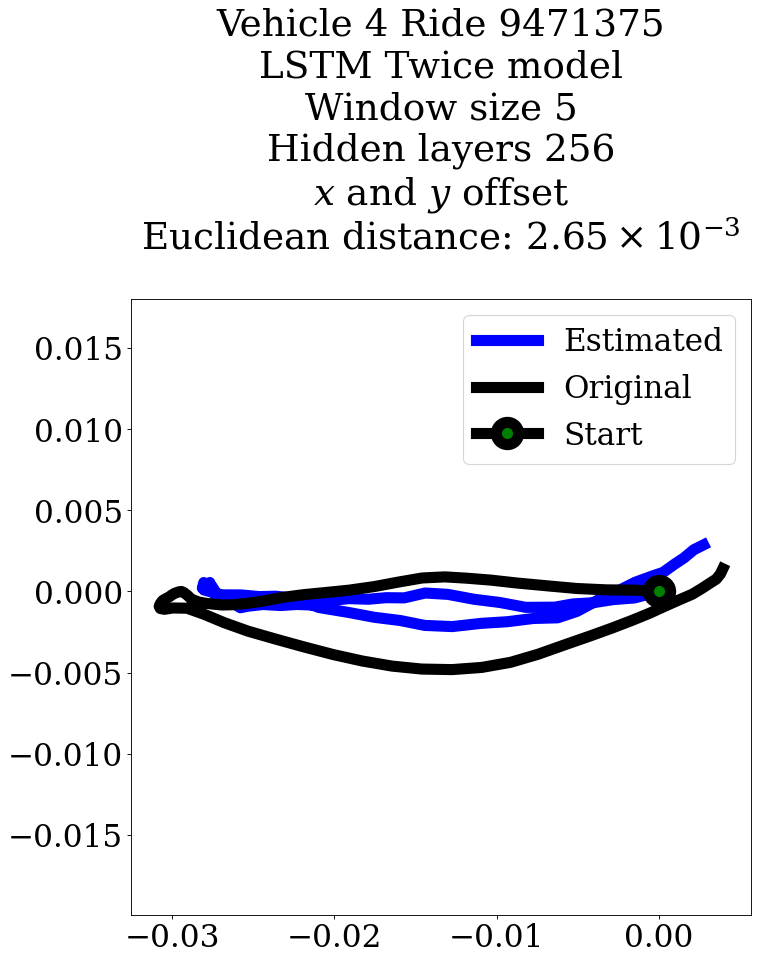 Vehicle 4 Ride 9471375
LSTM Twice model
Window size 5
Hidden layers 256
x and y offset
Euclidean distance: 2.65 × 10⁻³
Estimated
Original
Start
0.015
0.010
0.005
0.000
−0.005
−0.010
−0.015
−0.03
−0.02
−0.01
0.00